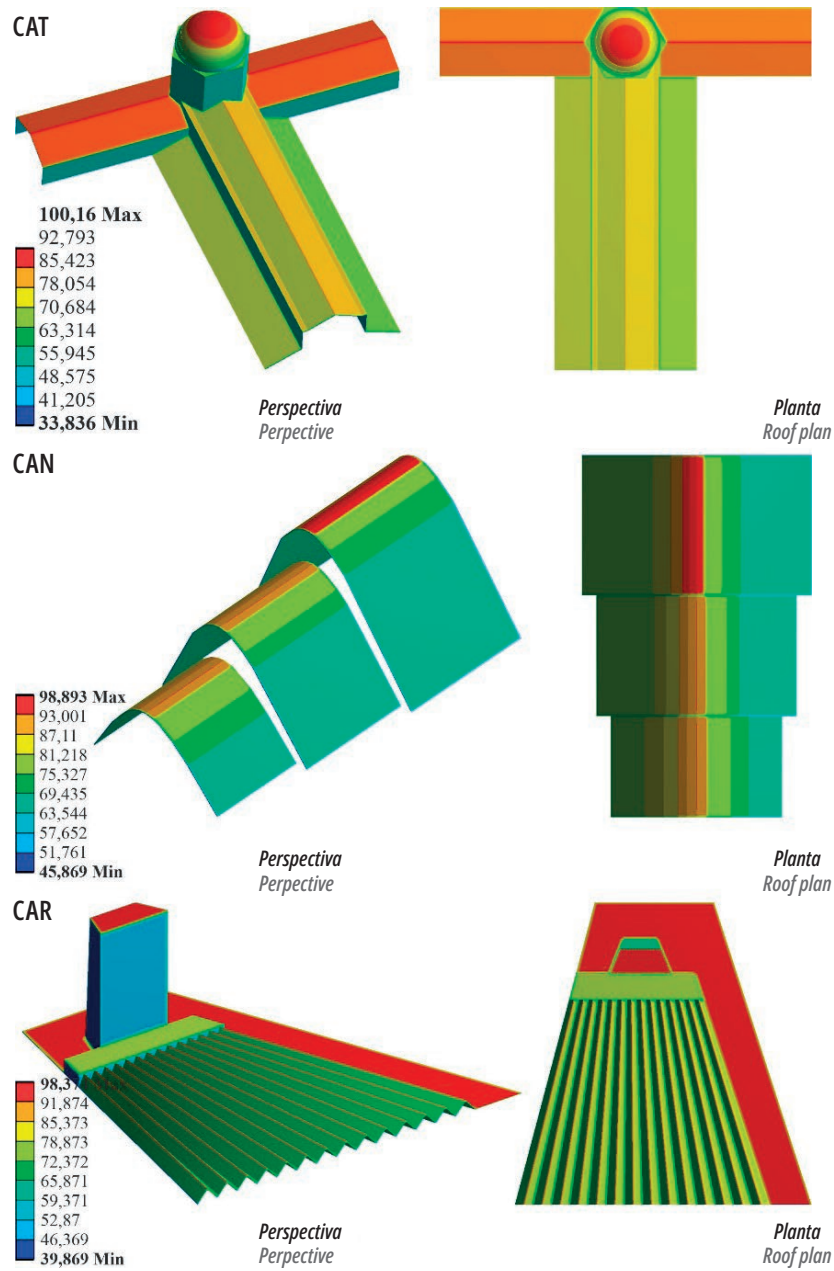 CAT
100,16 Max
92,793
85,423
78,054
70,684
63,314
55,945
48,575
41,205
33,836 Min
Perspectiva
Perpective
Planta
Roof plan
CAN
98,893 Max
93,001
87,11
81,218
75,327
69,435
63,544
57,652
51,761
45,869 Min
Perspectiva
Perpective
Planta
Roof plan
CAR
91,874
85,373
78,873
72,372
65,871
59,371
52,87
46,369
39,869 Min
Perspectiva
Perpective
Planta
Roof plan